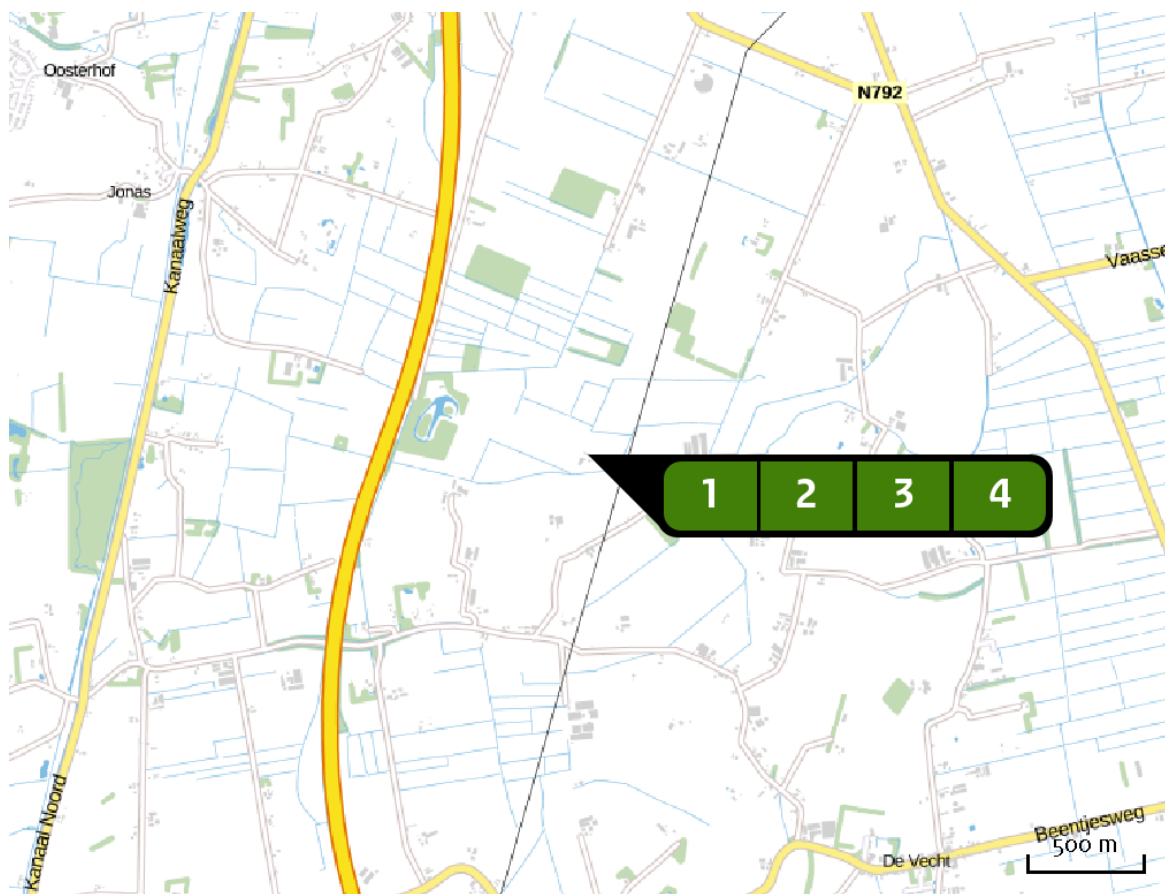 Oosterhof
N792
Jonas
Kanaalweg
Vaasse
1 2 3 4
Kanaal Noord
Beentjesweg
500 m
De Vecht